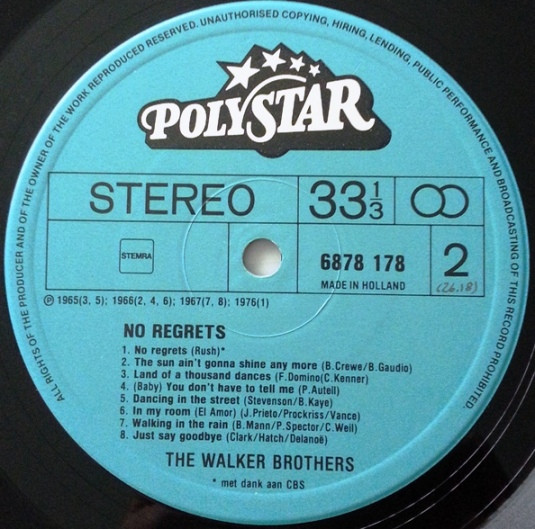 ALL RIGHTS OF THE PRODUCER AND OF THE OWNER OF THE WORK REPRODUCED RESERVED. UNAUTHORISED COPYING, HIRING, LENDING, PUBLIC PERFORMANCE AND BROADCASTING OF THIS RECORD PROHIBITED.
POLYSTAR
STEREO 33 1/3
STEMRA
6878 178
MADE IN HOLLAND
2
(26.18)
℗ 1965(3, 5); 1966(2, 4, 6); 1967(7, 8); 1976(1)
NO REGRETS
1. No regrets (Rush)*
2. The sun ain't gonna shine any more (B.Crewe/B.Gaudio)
3. Land of a thousand dances (F.Domino/C.Kenner)
4. (Baby) You don't have to tell me (P.Autell)
5. Dancing in the street (Stevenson/B.Kaye)
6. In my room (El Amor) (J.Prieto/Prockriss/Vance)
7. Walking in the rain (B.Mann/P.Spector/C.Weil)
8. Just say goodbye (Clark/Hatch/Delanoë)
THE WALKER BROTHERS
* met dank aan CBS